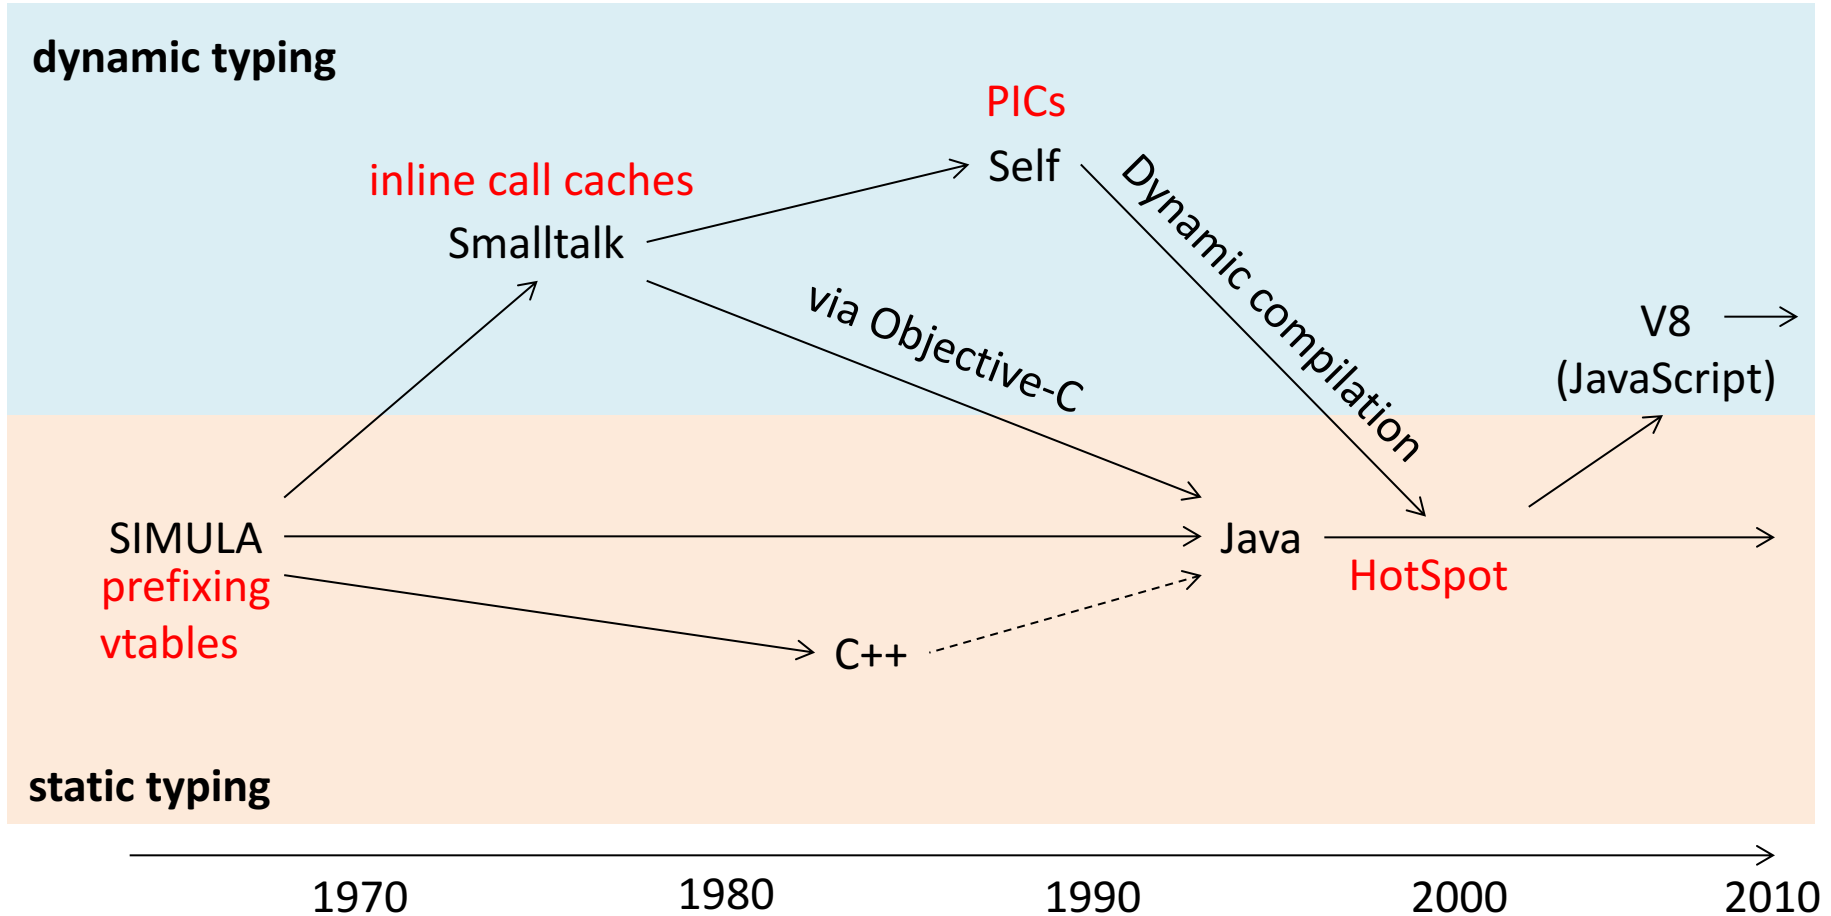 dynamic typing
PICs
Self
inline call caches
Smalltalk
Dynamic compilation
via Objective-C
V8
(JavaScript)
SIMULA
prefixing
vtables
Java
HotSpot
C++
static typing
1970
1980
1990
2000
2010